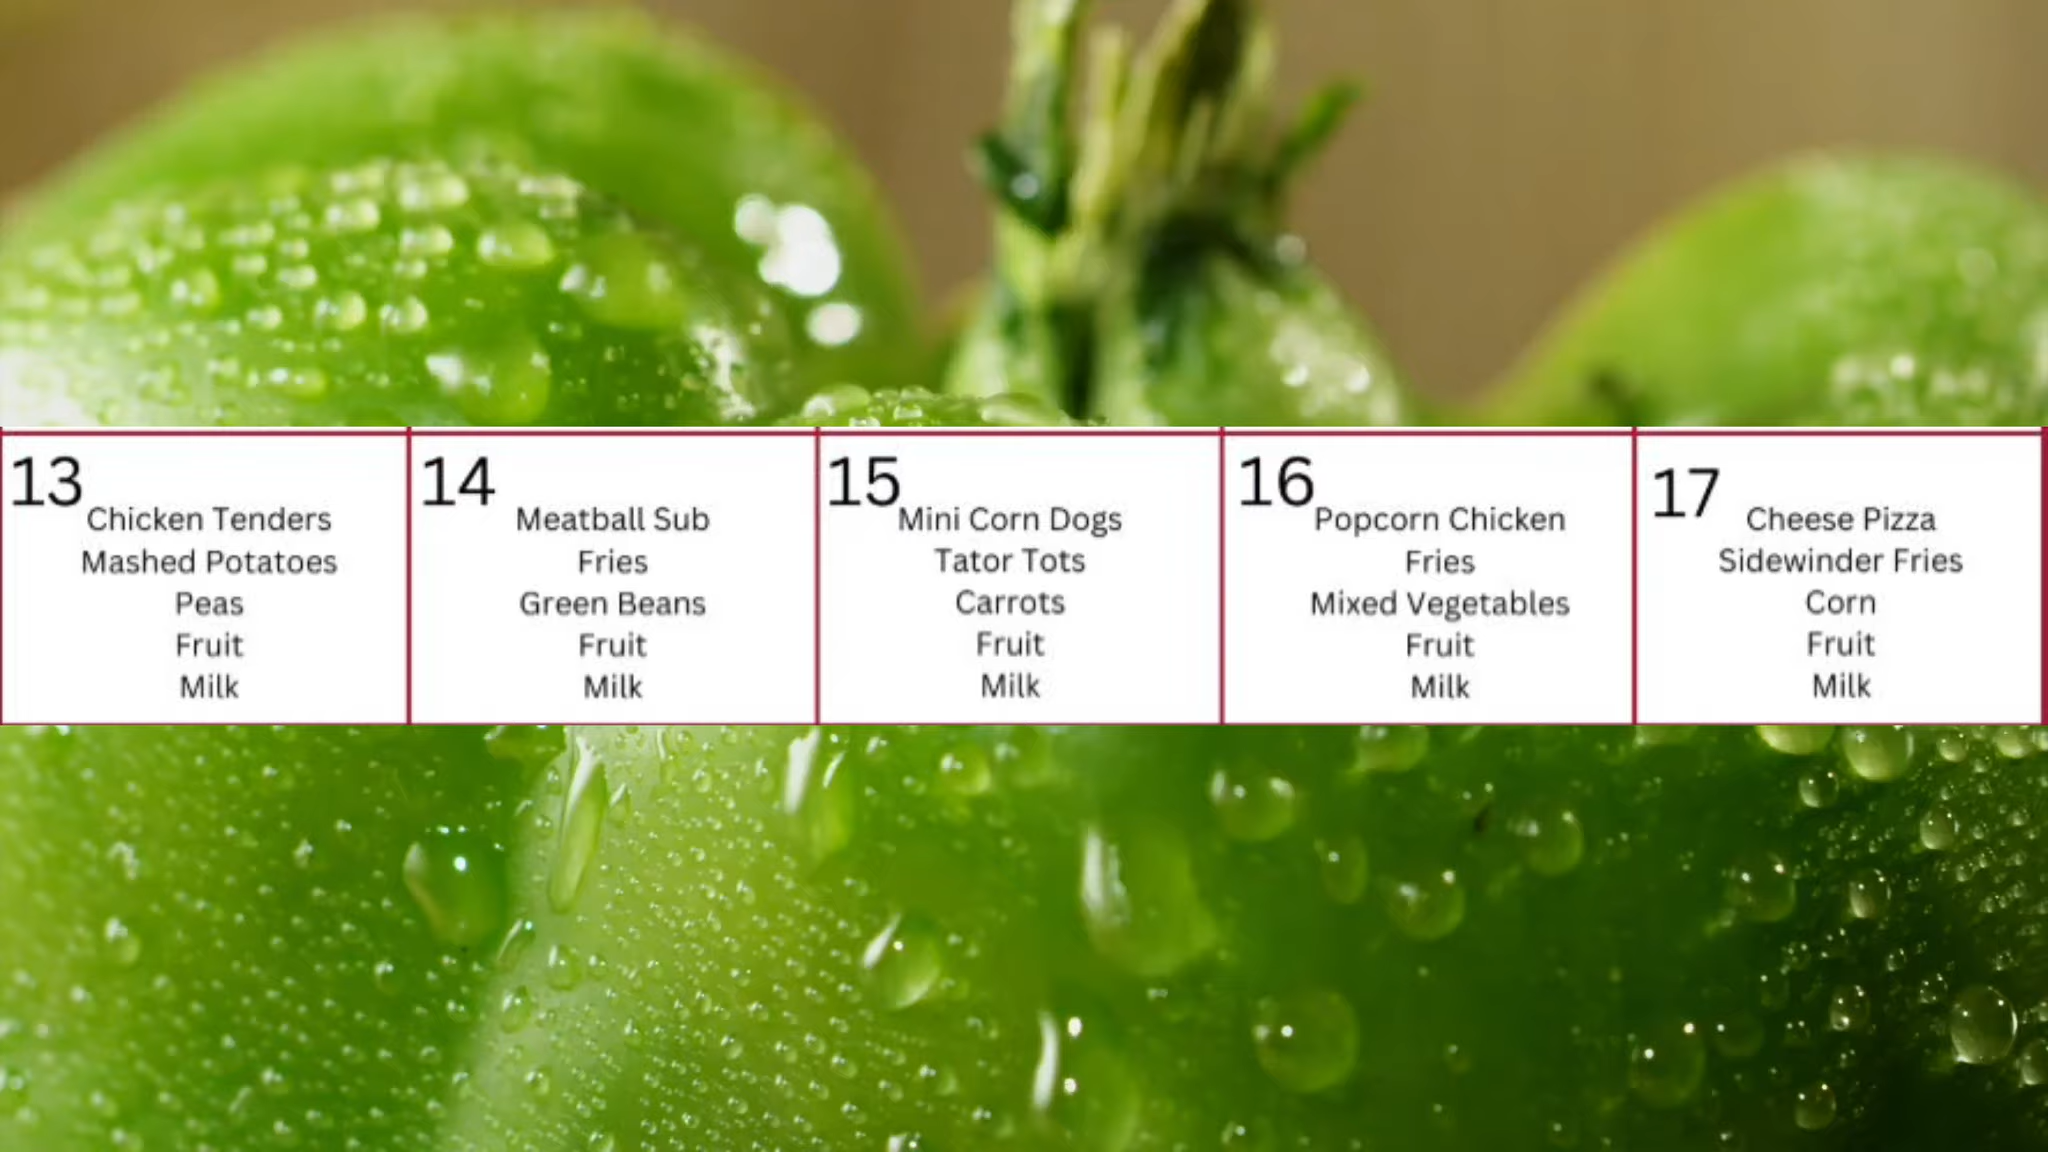 13
Chicken Tenders
Mashed Potatoes
Peas
Fruit
Milk
14
Meatball Sub
Fries
Green Beans
Fruit
Milk
15
Mini Corn Dogs
Tator Tots
Carrots
Fruit
Milk
16
Popcorn Chicken
Fries
Mixed Vegetables
Fruit
Milk
17
Cheese Pizza
Sidewinder Fries
Corn
Fruit
Milk